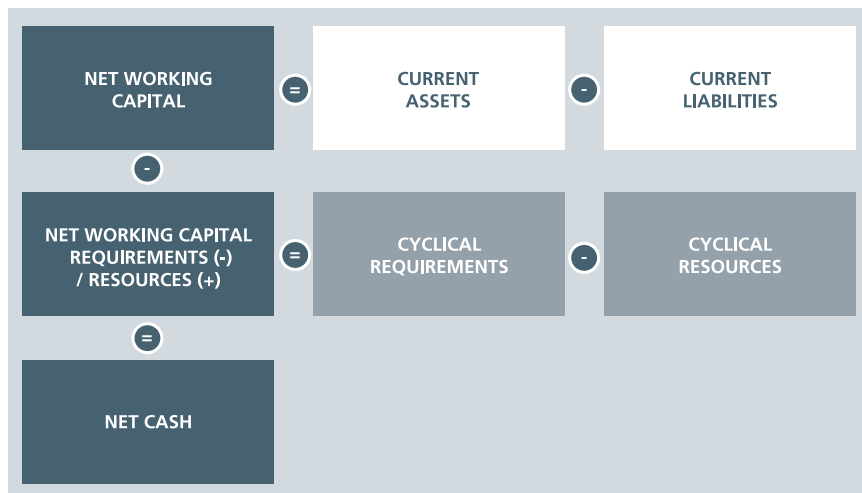 NET WORKING
CAPITAL
=
CURRENT
ASSETS
-
CURRENT
LIABILITIES
-
NET WORKING CAPITAL
REQUIREMENTS (-)
/ RESOURCES (+)
=
CYCLICAL
REQUIREMENTS
-
CYCLICAL
RESOURCES
=
NET CASH